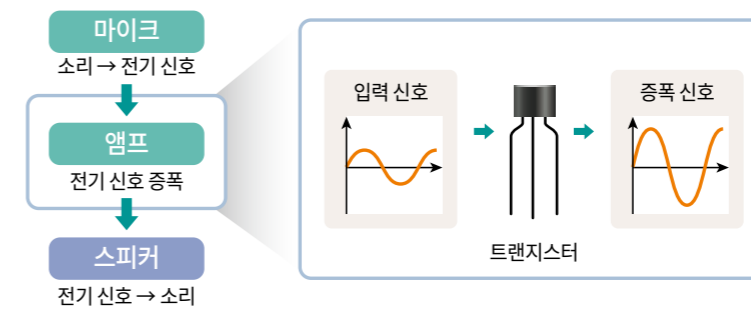 마이크
소리 → 전기 신호
앰프
전기 신호 증폭
스피커
전기 신호 → 소리
입력 신호
트랜지스터
증폭 신호